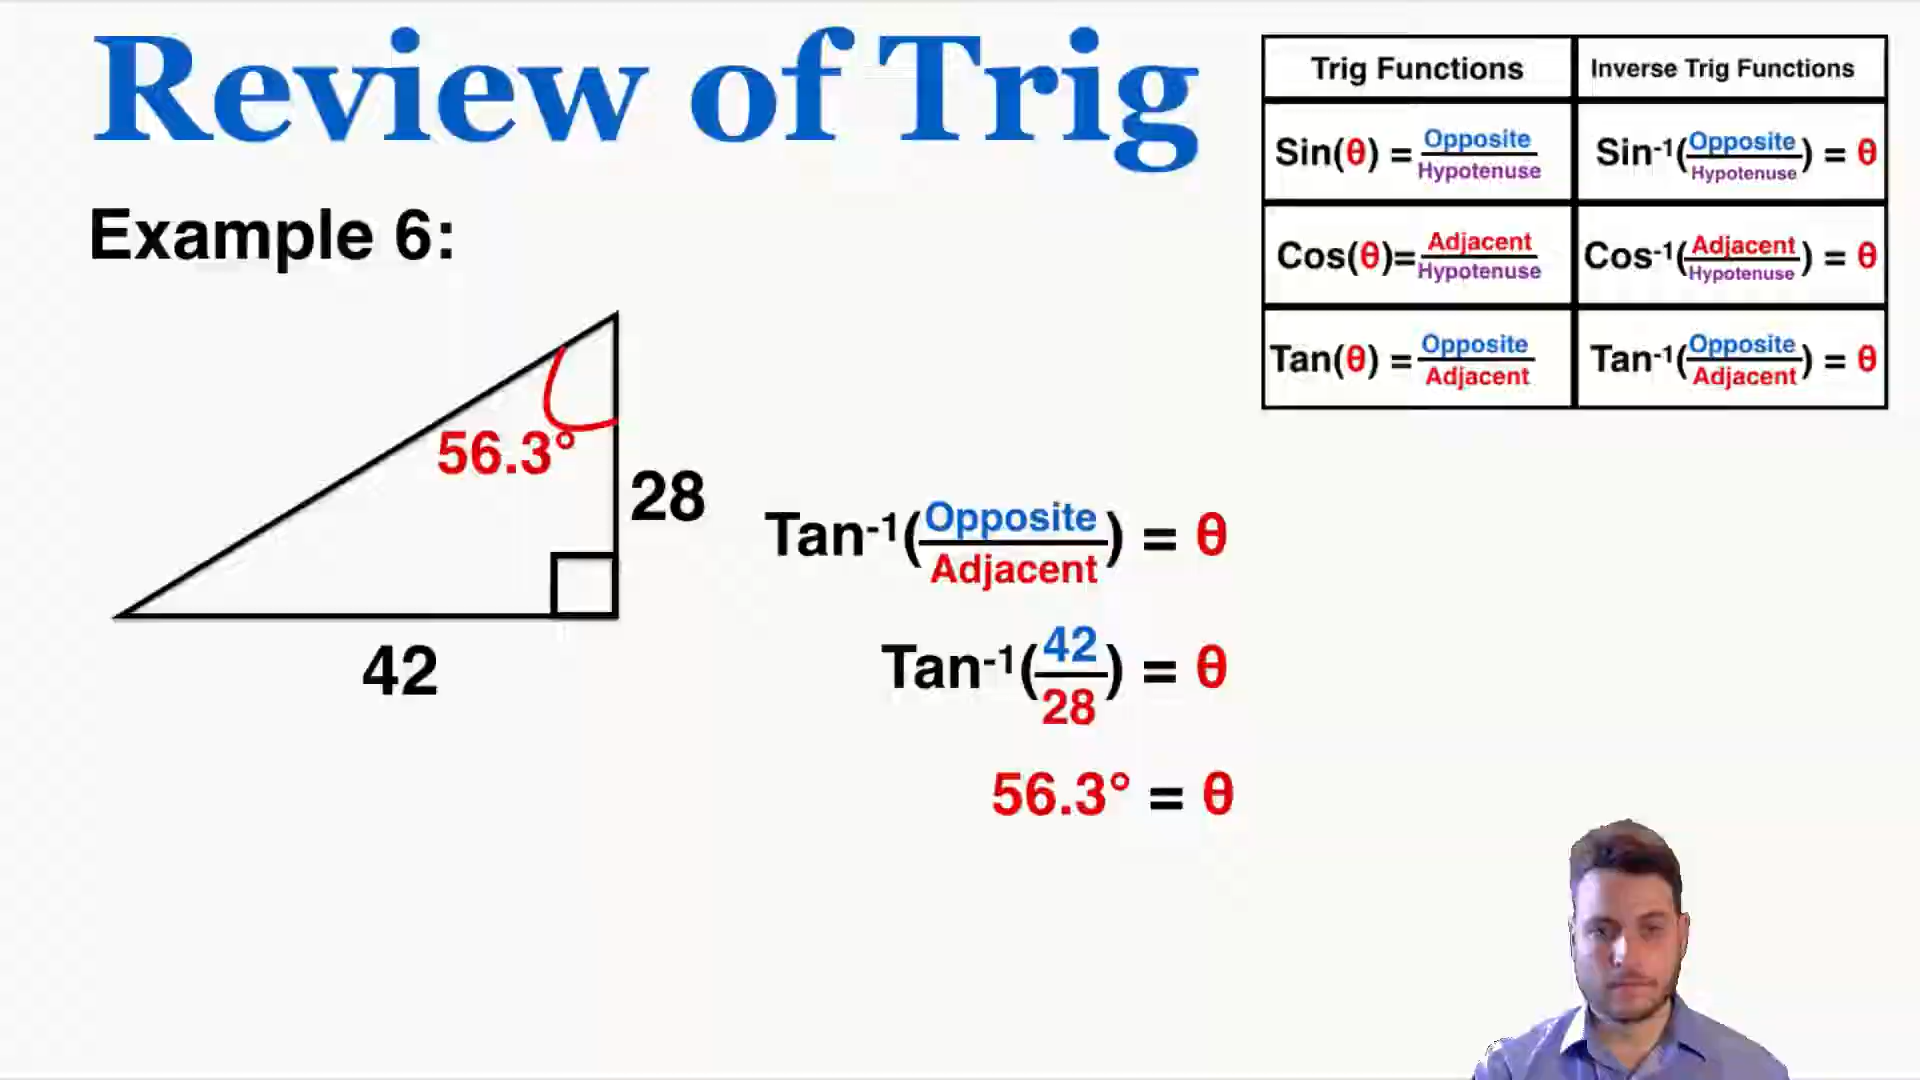 Review of Trig
Example 6:
56.3°
28
42
Tan⁻¹(Opposite/Adjacent) = θ
Tan⁻¹(42/28) = θ
56.3° = θ
Trig Functions
Inverse Trig Functions
Sin(θ) = Opposite/Hypotenuse
Sin⁻¹(Opposite/Hypotenuse) = θ
Cos(θ)= Adjacent/Hypotenuse
Cos⁻¹(Adjacent/Hypotenuse) = θ
Tan(θ) = Opposite/Adjacent
Tan⁻¹(Opposite/Adjacent) = θ